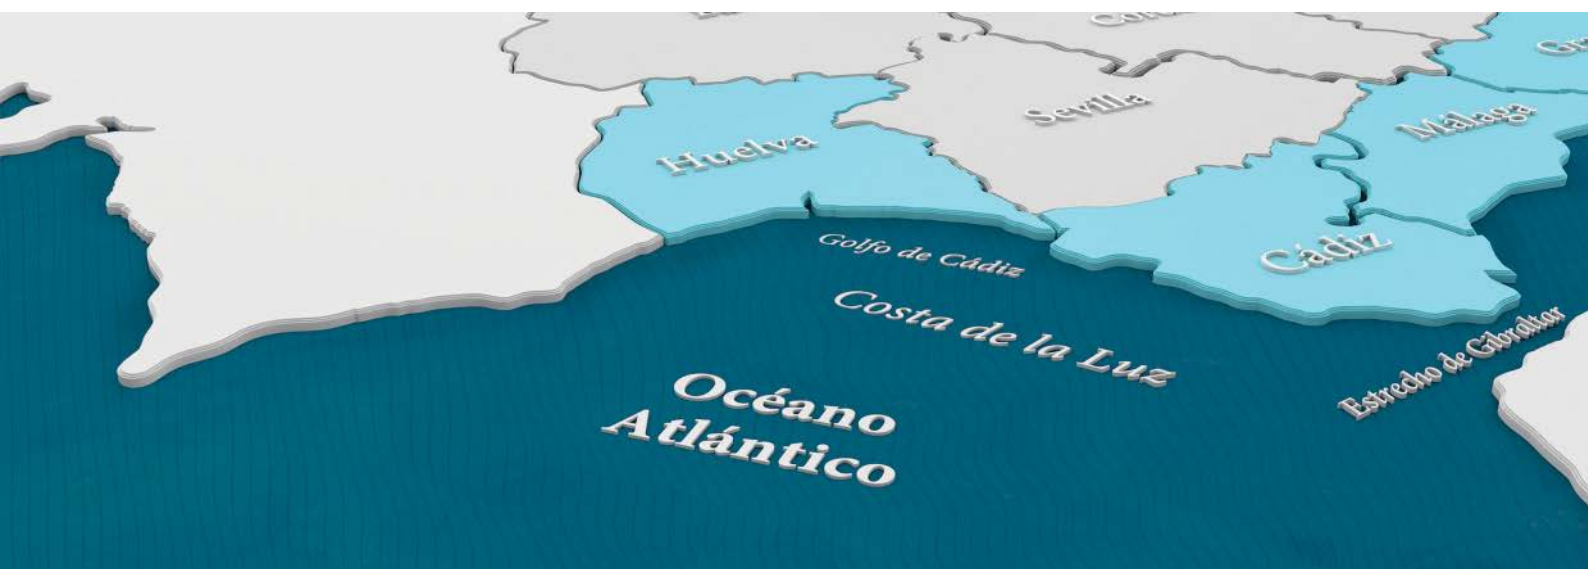 Sevilla
Málaga
Huelva
Cádiz
Golfo de Cádiz
Costa de la Luz
Estrecho de Gibraltar
Océano
Atlántico